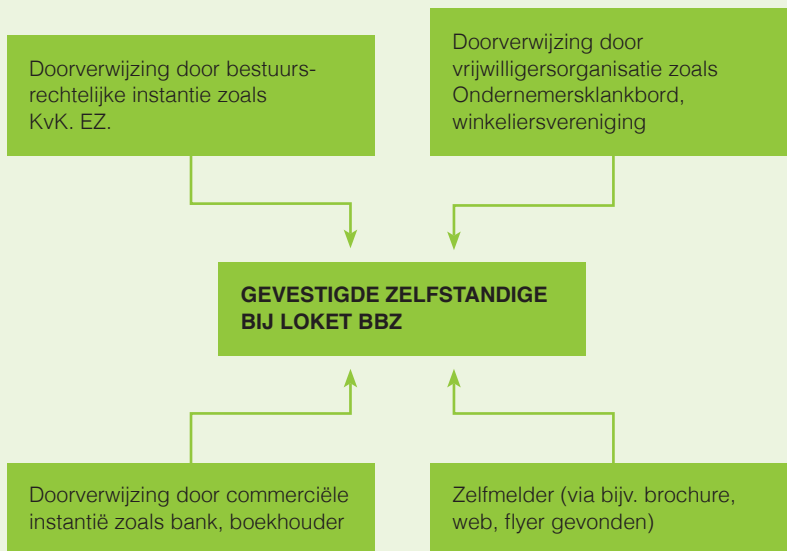 Doorverwijzing door bestuurs-
rechtelijke instantie zoals
KvK. EZ.
Doorverwijzing door
vrijwilligersorganisatie zoals
Ondernemersklankbord,
winkeliersvereniging
GEVESTIGDE ZELFSTANDIGE
BIJ LOKET BBZ
Doorverwijzing door commerciële
instantië zoals bank, boekhouder
Zelfmelder (via bijv. brochure,
web, flyer gevonden)